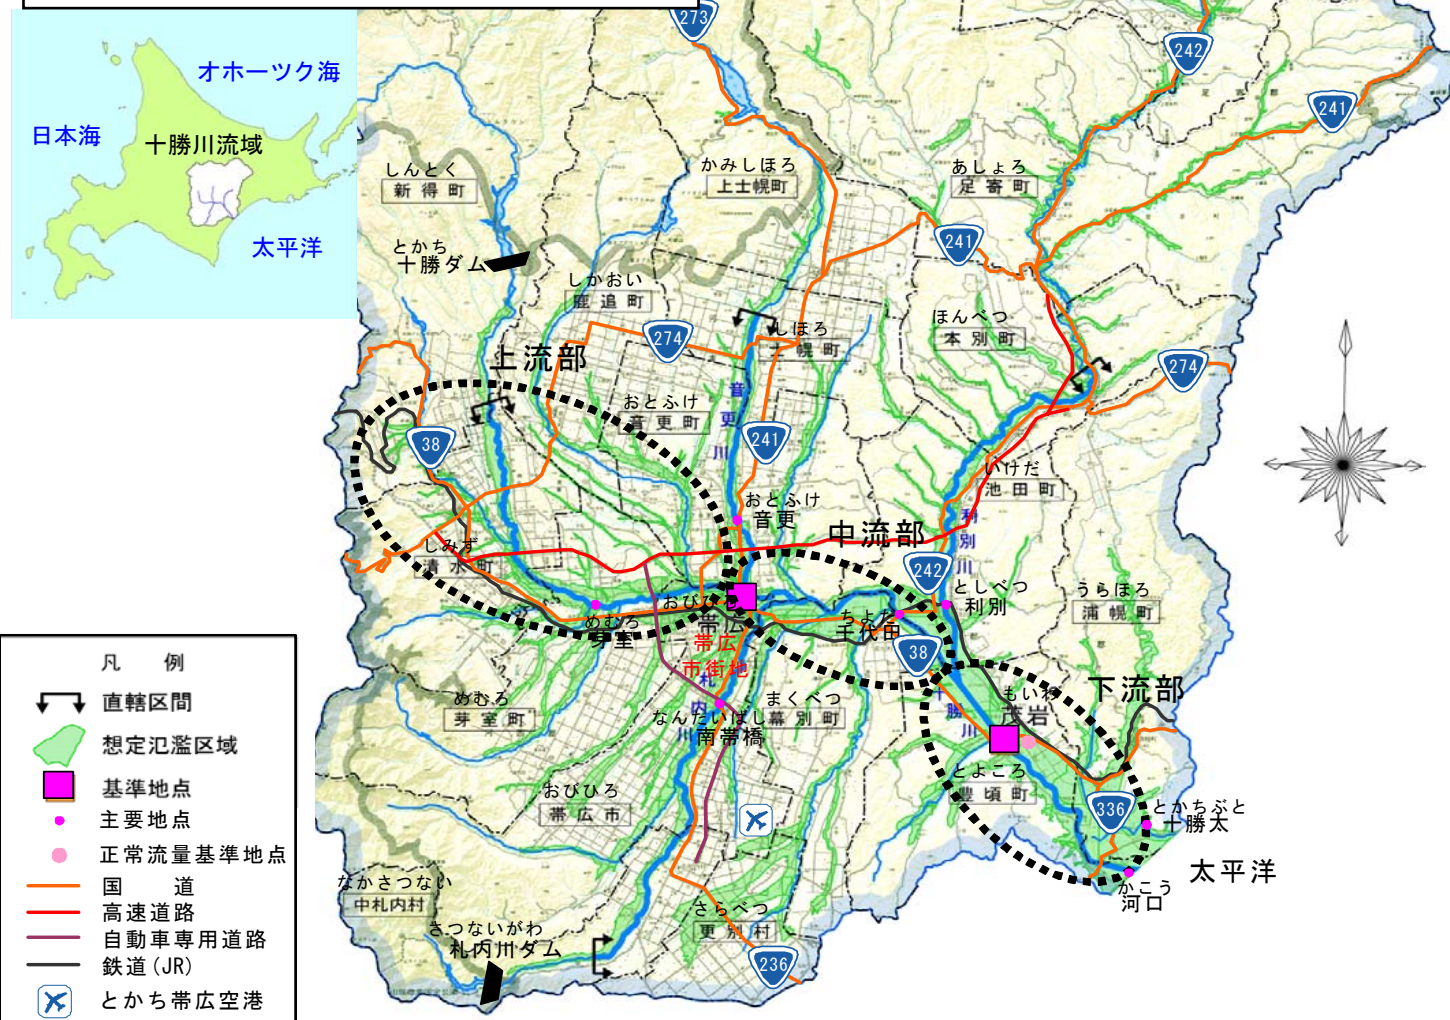 オホーツク海
日本海
十勝川流域
太平洋
273
242
241
しんとく
新得町
かみしほろ
上士幌町
あしょろ
足寄町
241
とかち
十勝ダム
しかおい
鹿追町
274
しほろ
士幌町
ほんべつ
本別町
274
上流部
おとふけ
音更町
音更川
241
38
いけだ
池田町
利別川
おとふけ
音更
中流部
242
としべつ
利別
うらほろ
浦幌町
しみず
清水町
めむろ
芽室
おびひろ
帯広
帯広
市街地
ちよだ
千代田
38
めむろ
芽室町
札内川
なんたいばし
南帯橋
まくべつ
幕別町
十勝川
もいわ
茂岩
下流部
とよころ
豊頃町
336
とかちぶと
十勝太
太平洋
かこう
河口
おびひろ
帯広市
なかさつない
中札内村
さつないがわ
札内川ダム
さらべつ
更別村
236
凡 例
直轄区間
想定氾濫区域
基準地点
主要地点
正常流量基準地点
国 道
高速道路
自動車専用道路
鉄道(JR)
とかち帯広空港